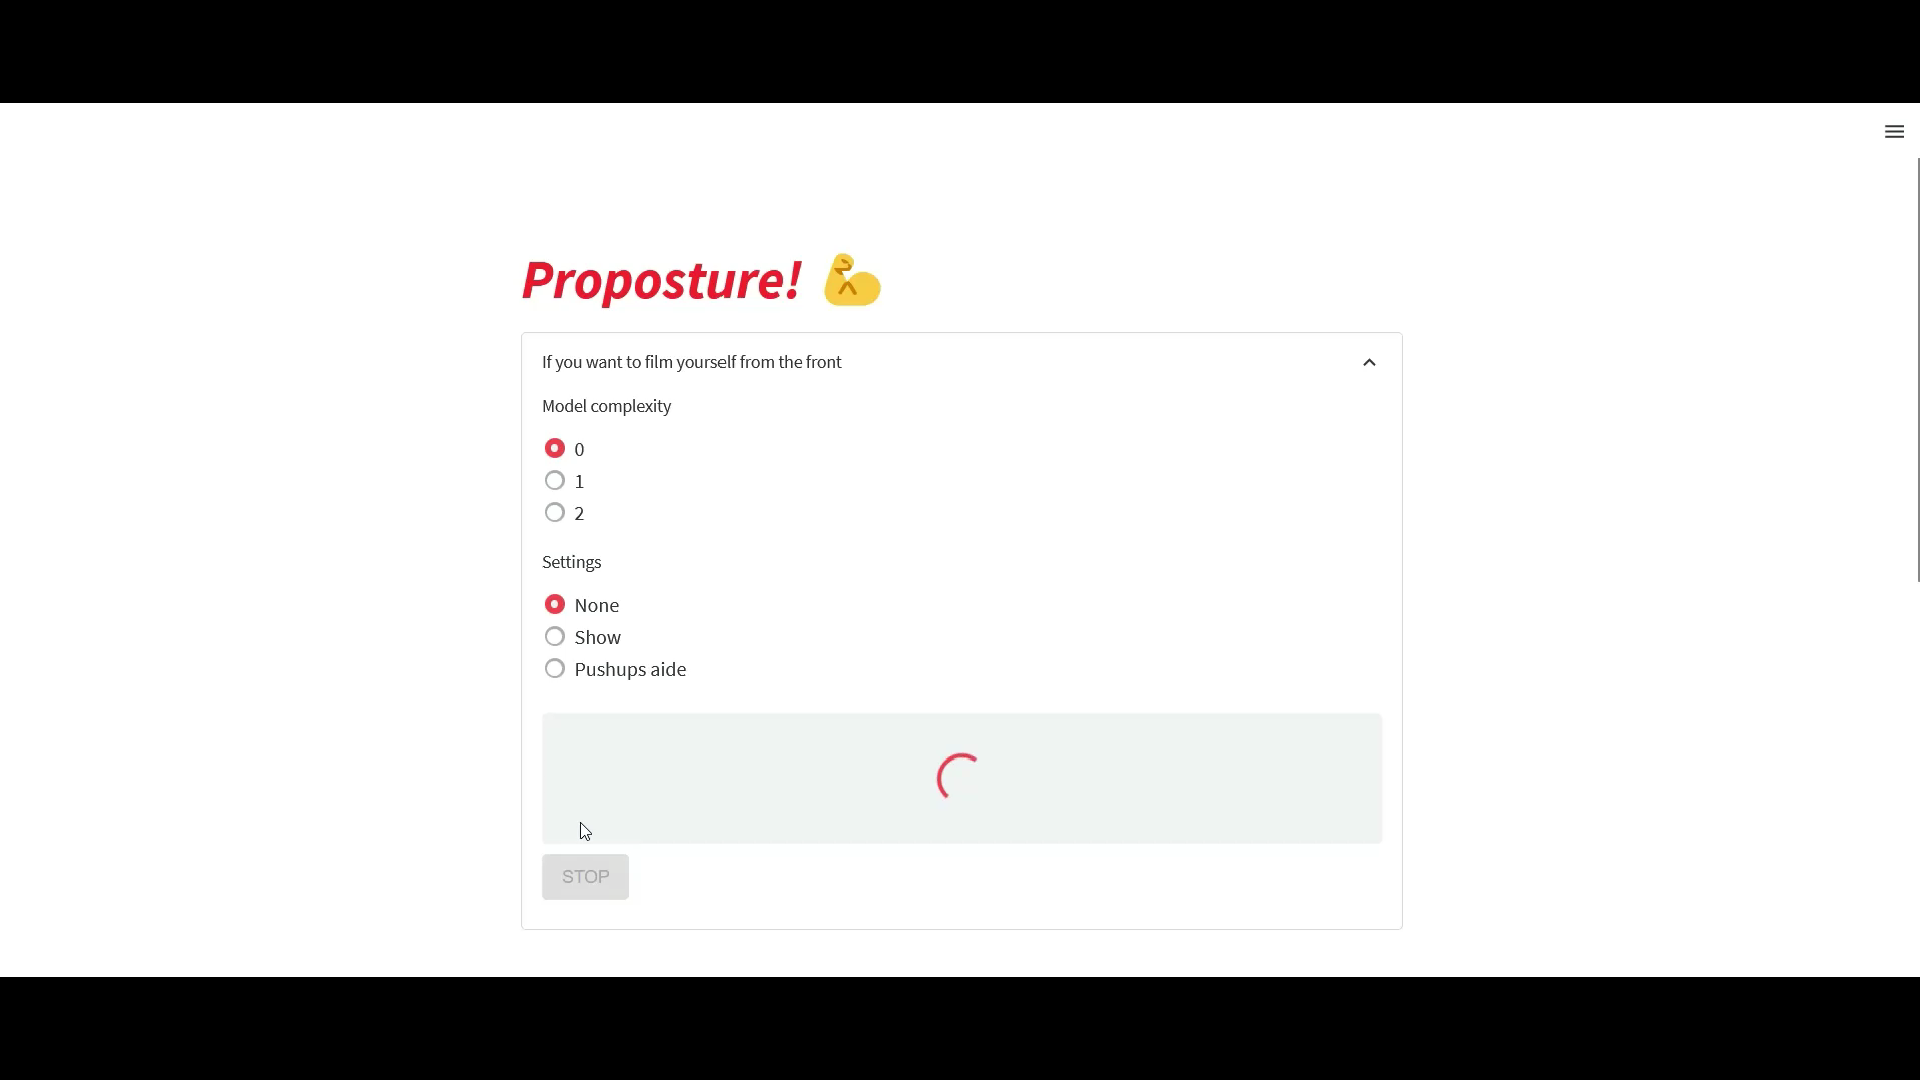 Proposture! 💪
If you want to film yourself from the front
Model complexity
0
1
2
Settings
None
Show
Pushups aide
STOP